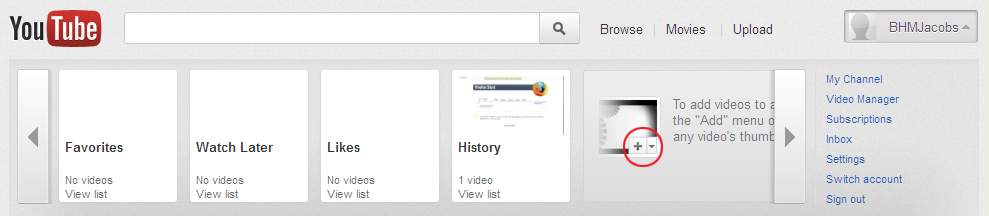 YouTube
Browse
Movies
Upload
BHMJacobs
Favorites
No videos
View list
Watch Later
No videos
View list
Likes
No videos
View list
History
1 video
View list
To add videos to a
the "Add" menu o
any video's thumb
My Channel
Video Manager
Subscriptions
Inbox
Settings
Switch account
Sign out